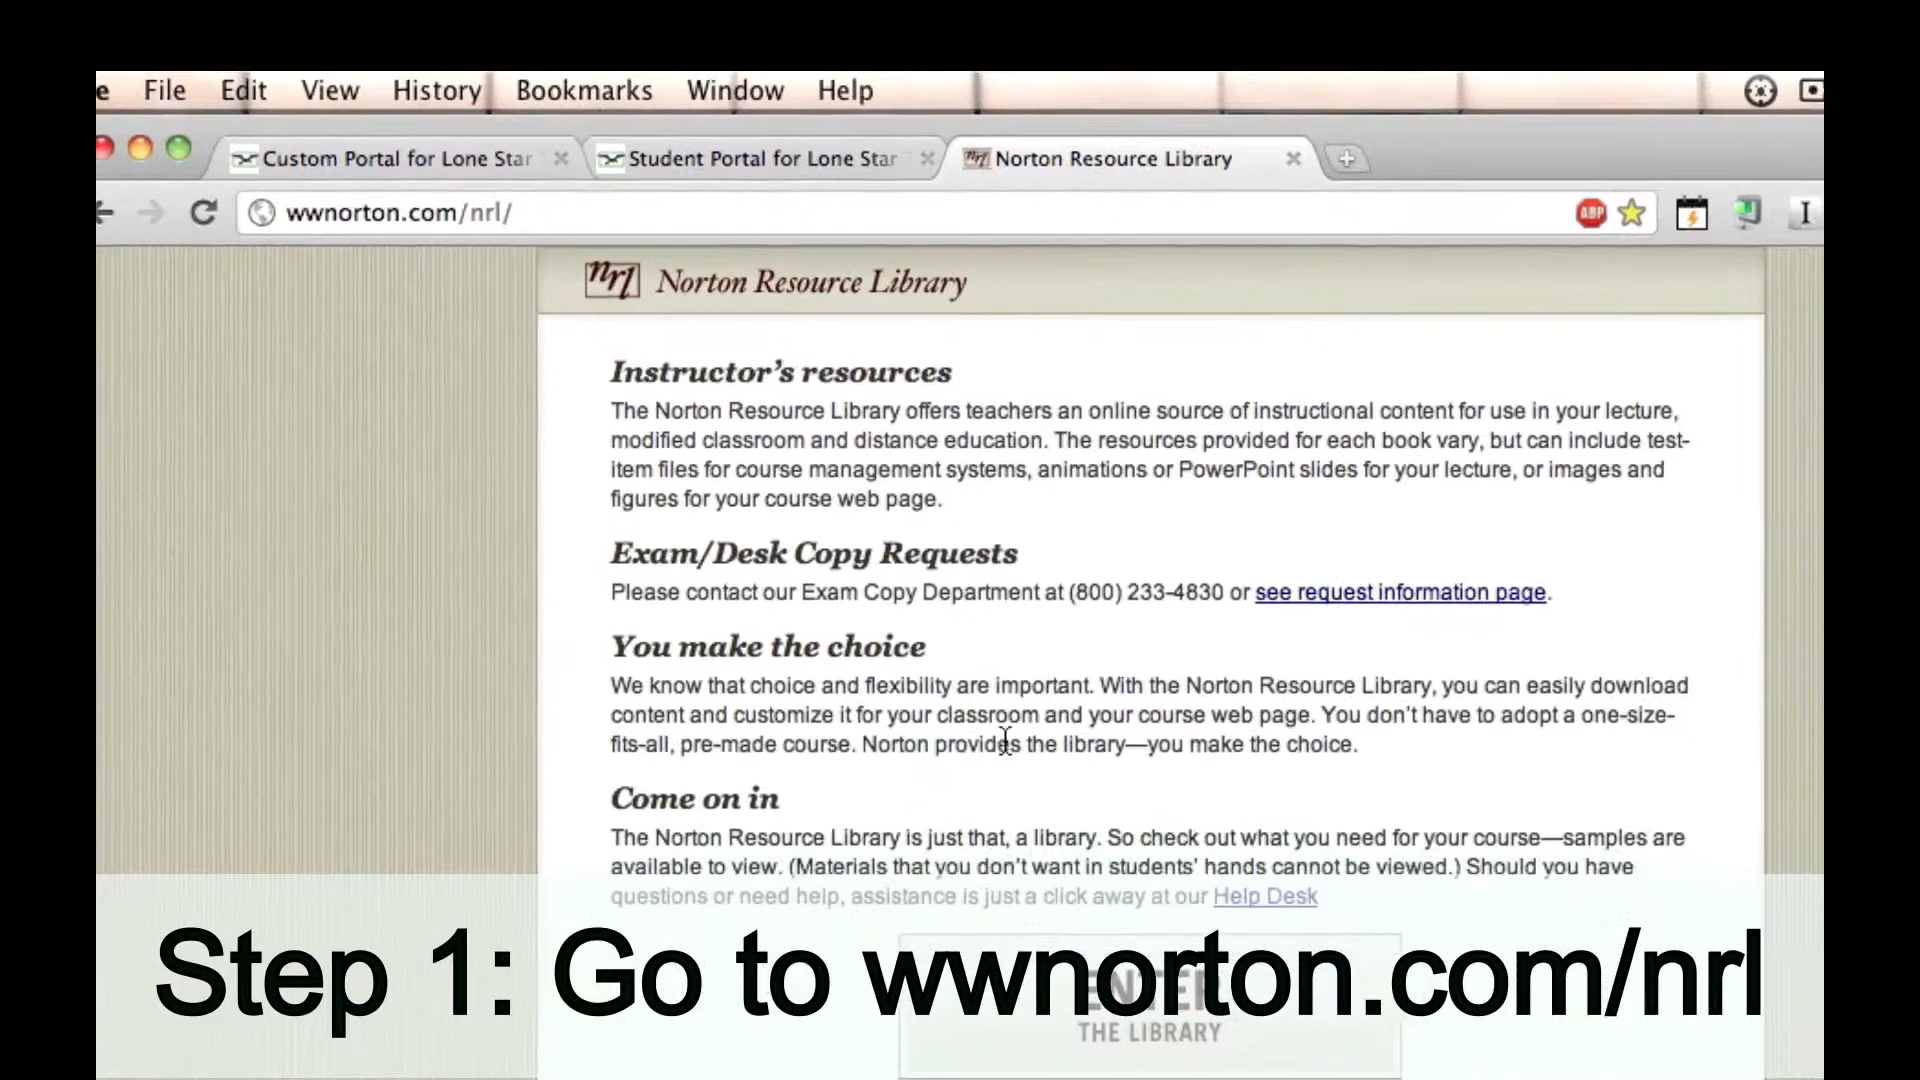 e File Edit View History Bookmarks Window Help
Custom Portal for Lone Star Student Portal for Lone Star Norton Resource Library
wwnorton.com/nrl/ ABP
nrl Norton Resource Library
Instructor’s resources
The Norton Resource Library offers teachers an online source of instructional content for use in your lecture,
modified classroom and distance education. The resources provided for each book vary, but can include test-
item files for course management systems, animations or PowerPoint slides for your lecture, or images and
figures for your course web page.
Exam/Desk Copy Requests
Please contact our Exam Copy Department at (800) 233-4830 or see request information page.
You make the choice
We know that choice and flexibility are important. With the Norton Resource Library, you can easily download
content and customize it for your classroom and your course web page. You don’t have to adopt a one-size-
fits-all, pre-made course. Norton provides the library—you make the choice.
Come on in
The Norton Resource Library is just that, a library. So check out what you need for your course—samples are
available to view. (Materials that you don’t want in students’ hands cannot be viewed.) Should you have
questions or need help, assistance is just a click away at our Help Desk
Step 1: Go to wwnorton.com/nrl
ENTER
THE LIBRARY